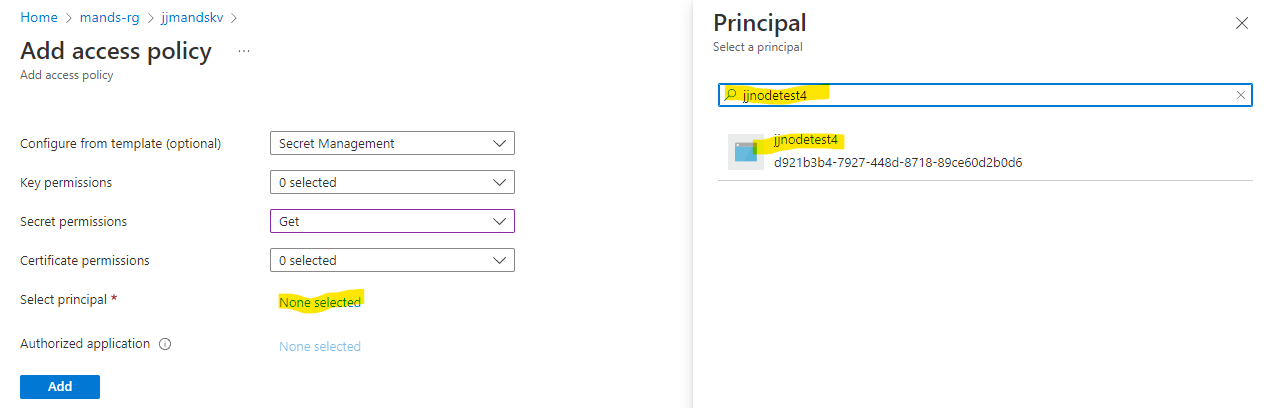 Home > mands-rg > jjmandskv >
Add access policy ...
Add access policy
Configure from template (optional) Secret Management
Key permissions 0 selected
Secret permissions Get
Certificate permissions 0 selected
Select principal * None selected
Authorized application None selected
Add
Principal
Select a principal
jjnodetest4
jjnodetest4
d921b3b4-7927-448d-8718-89ce60d2b0d6